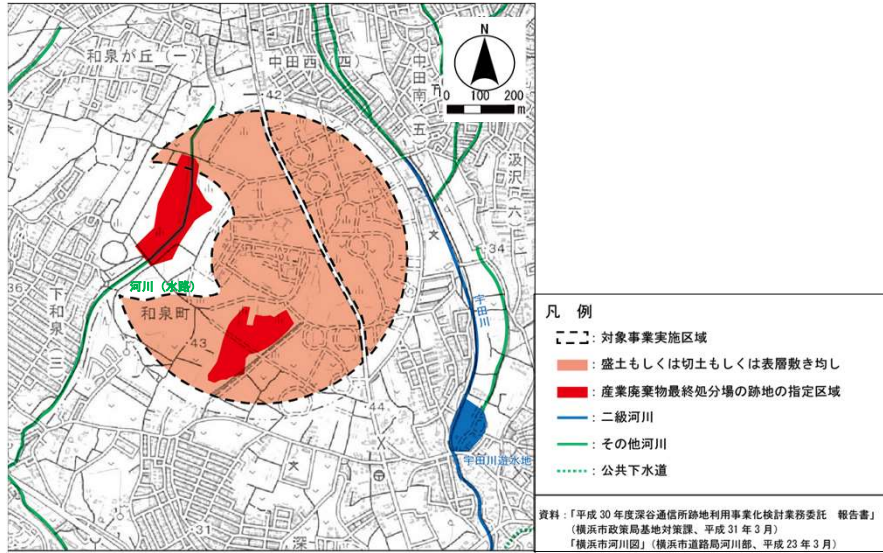 和泉が丘(一)
中田西(四)
中田南(五)
汲沢(六)
N
0 100 200
m
42
34
36
河川(水路)
下和泉(三)
和泉町
43
宇田川
44
宇田川遊水地
31
深
凡 例
:対象事業実施区域
:盛土もしくは切土もしくは表層敷き均し
:産業廃棄物最終処分場の跡地の指定区域
:二級河川
:その他河川
:公共下水道
資料:「平成 30 年度深谷通信所跡地利用事業化検討業務委託 報告書」
(横浜市政策局基地対策課、平成 31 年 3 月)
「横浜市河川図」(横浜市道路局河川部、平成 23 年 3 月)